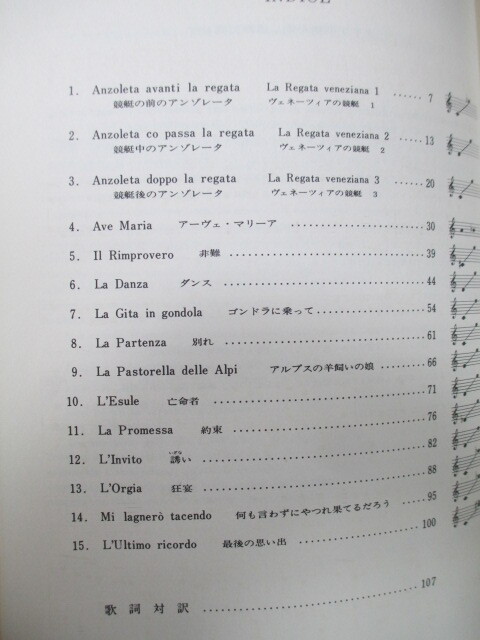 INDICE
1. Anzoleta avanti la regata La Regata veneziana 1 ······ 7
競艇の前のアンゾレータ ヴェネーツィアの競艇 1
2. Anzoleta co passa la regata La Regata veneziana 2 ······ 13
競艇中のアンゾレータ ヴェネーツィアの競艇 2
3. Anzoleta doppo la regata La Regata veneziana 3 ······ 20
競艇後のアンゾレータ ヴェネーツィアの競艇 3
4. Ave Maria アーヴェ・マリーア ······ 30
5. Il Rimprovero 非難 ······ 39
6. La Danza ダンス ······ 44
7. La Gita in gondola ゴンドラに乗って ······ 54
8. La Partenza 別れ ······ 61
9. La Pastorella delle Alpi アルプスの羊飼いの娘 ······ 66
10. L'Esule 亡命者 ······ 71
11. La Promessa 約束 ······ 76
12. L'Invito 誘い ······ 82
13. L'Orgia 狂宴 ······ 88
14. Mi lagnerò tacendo 何も言わずにやつれ果てるだろう ······ 95
15. L'Ultimo ricordo 最後の思い出 ······ 100
歌詞対訳 ······ 107